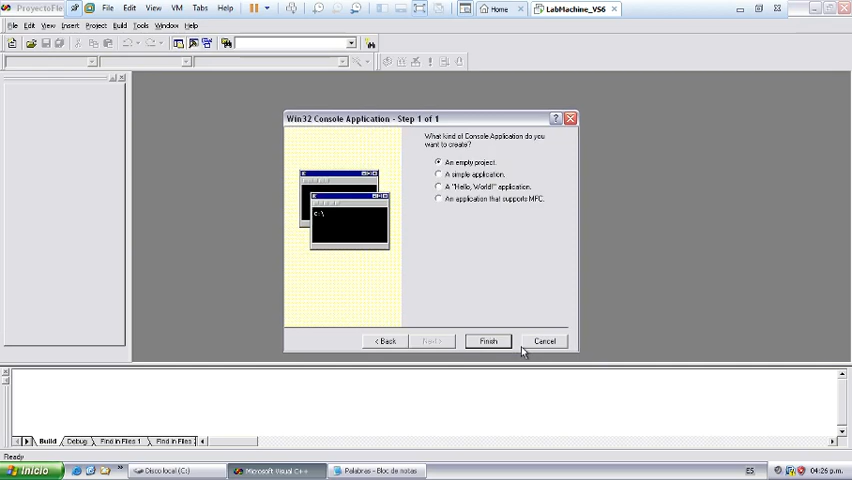 ProyectoFle
File Edit View VM Tabs Help
Home
LabMachine_VS6
File Edit View Insert Project Build Tools Window Help
Win32 Console Application - Step 1 of 1
What kind of Console Application do you
want to create?
An empty project.
A simple application.
A "Hello, World!" application.
An application that supports MFC.
c:\
< Back
Next >
Finish
Cancel
Build
Debug
Find in Files 1
Find in Files
Ready
Inicio
Disco local (C:)
Microsoft Visual C++
Palabras - Bloc de notas
ES
04:26 p.m.